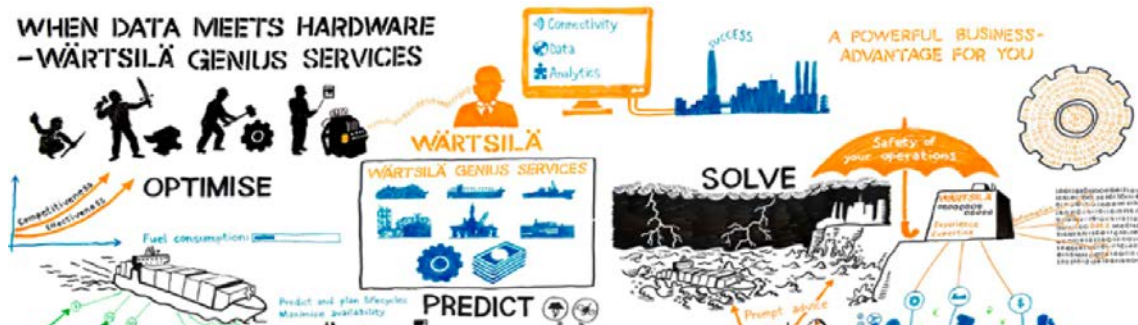 WHEN DATA MEETS HARDWARE
-WÄRTSILÄ GENIUS SERVICES
Connectivity
Data
Analytics
SUCCESS
A POWERFUL BUSINESS-
ADVANTAGE FOR YOU
WÄRTSILÄ
OPTIMISE
Competitiveness
Effectiveness
Fuel consumption:
WÄRTSILÄ GENIUS SERVICES
SOLVE
Safety of
your operations
WÄRTSILÄ
Experience
Expertise
Predict and plan lifecycles
Maximise availability
PREDICT
Prompt advice